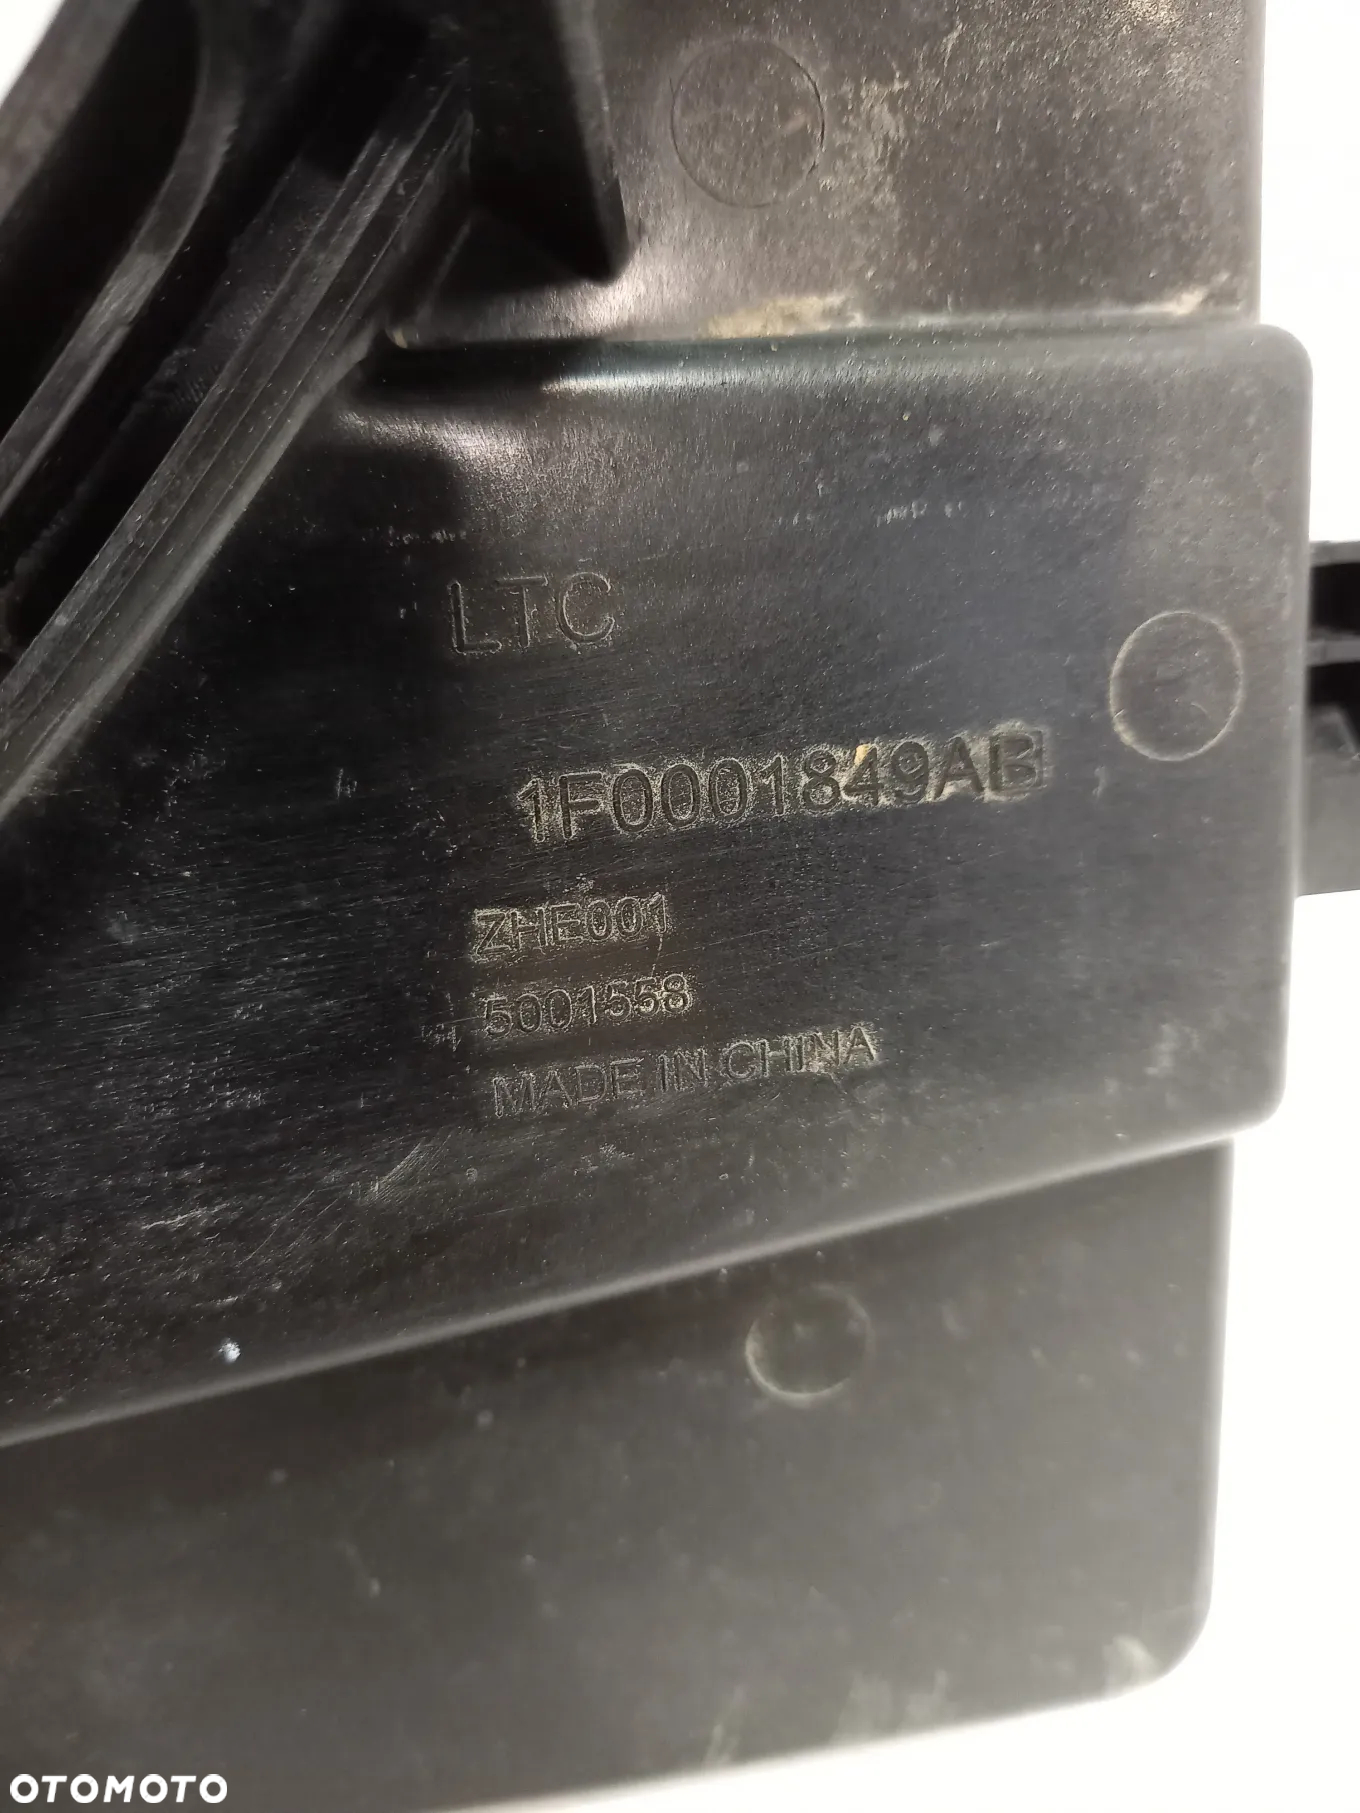 LTC
1F0001849AB
ZHE001
5001558
MADE IN CHINA
OTOMOTO